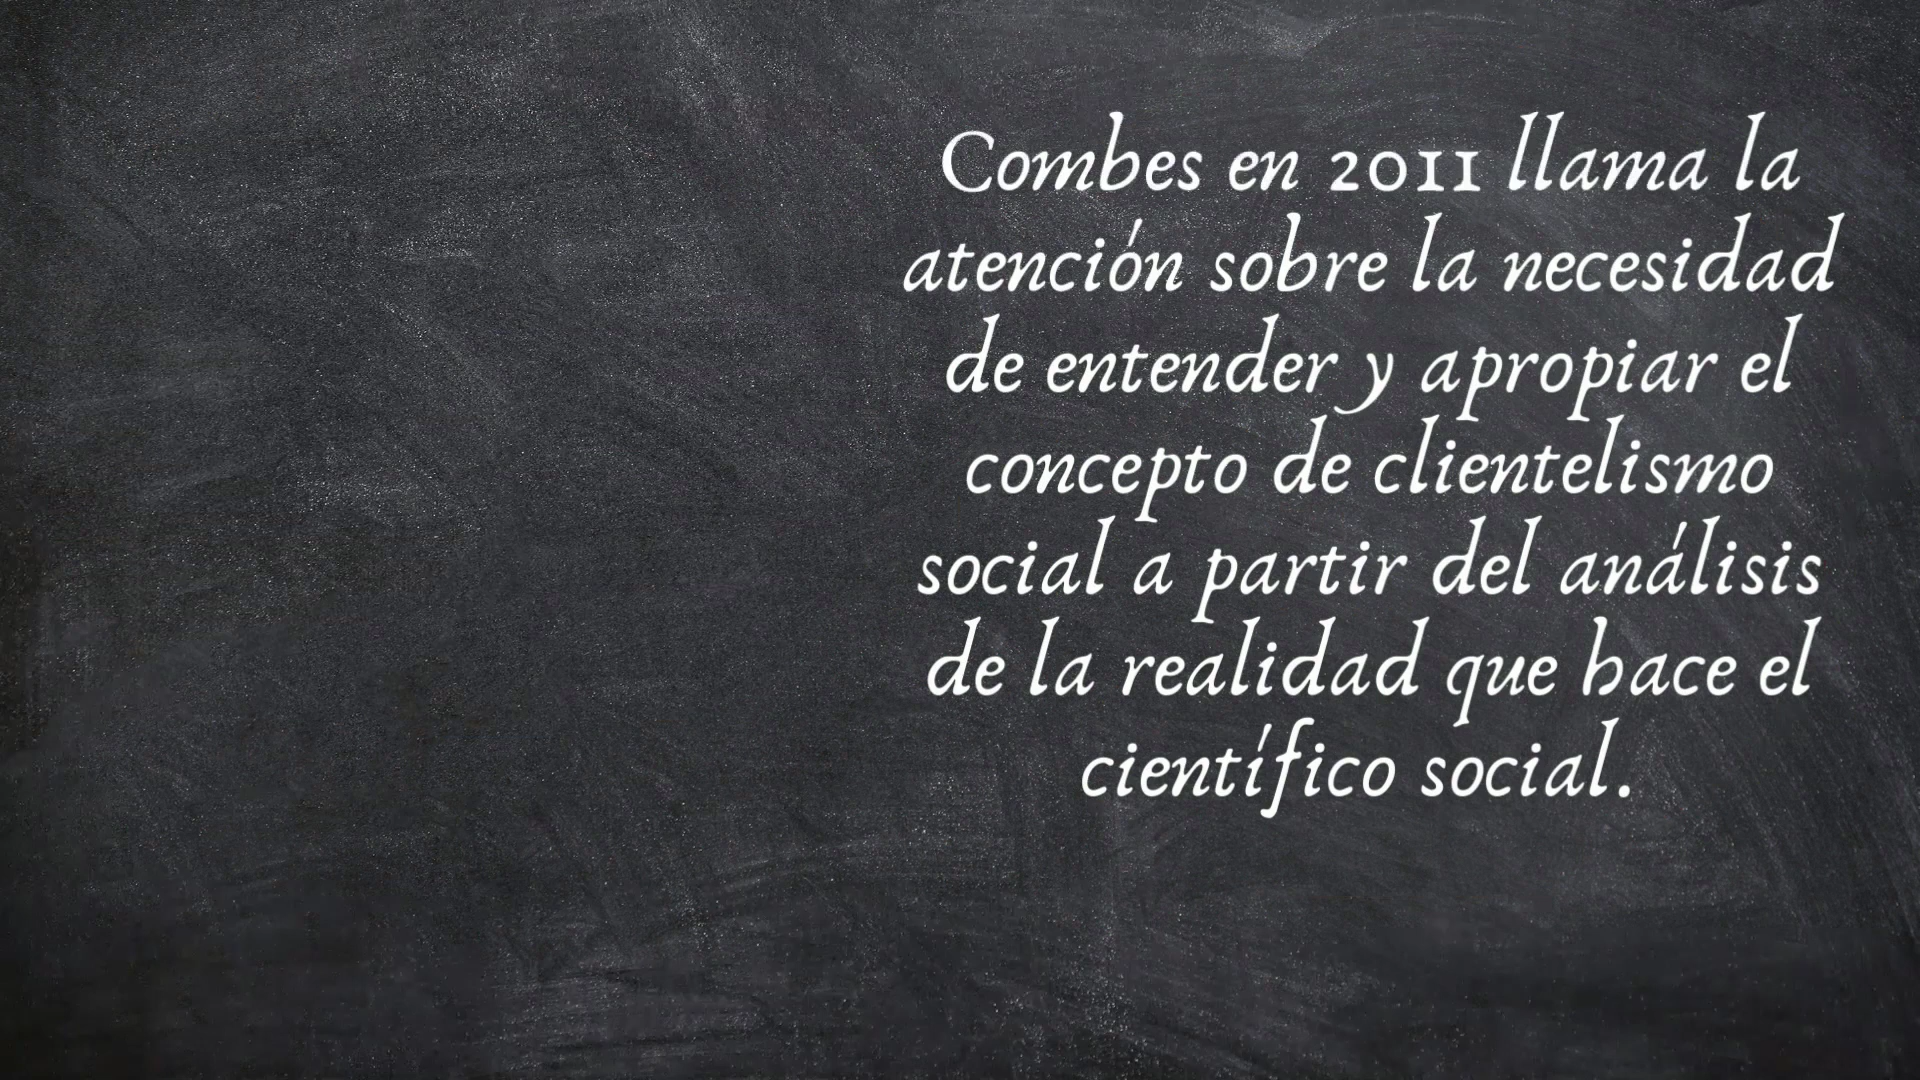 Combes en 2011 llama la
atención sobre la necesidad
de entender y apropiar el
concepto de clientelismo
social a partir del análisis
de la realidad que hace el
científico social.